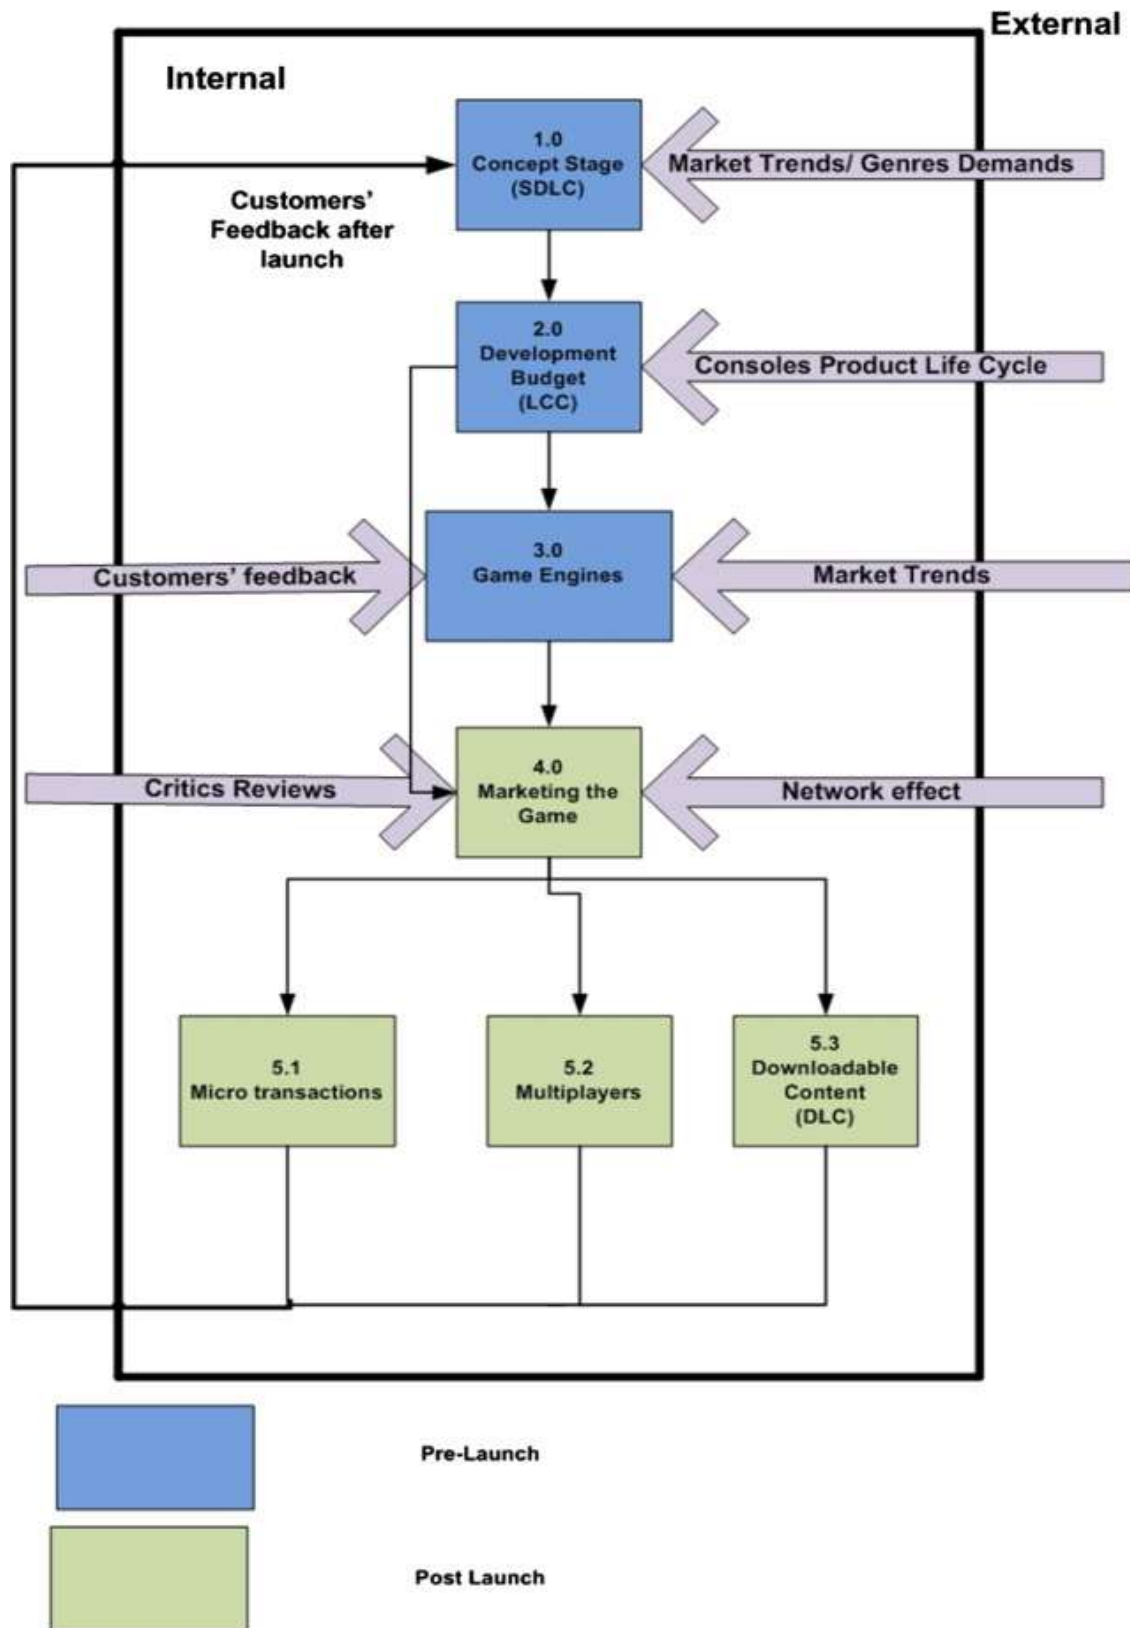 External
Internal
1.0
Concept Stage
(SDLC)
Market Trends/ Genres Demands
Customers’
Feedback after
launch
2.0
Development
Budget
(LCC)
Consoles Product Life Cycle
3.0
Game Engines
Customers’ feedback
Market Trends
4.0
Marketing the
Game
Critics Reviews
Network effect
5.1
Micro transactions
5.2
Multiplayers
5.3
Downloadable
Content
(DLC)
Pre-Launch
Post Launch